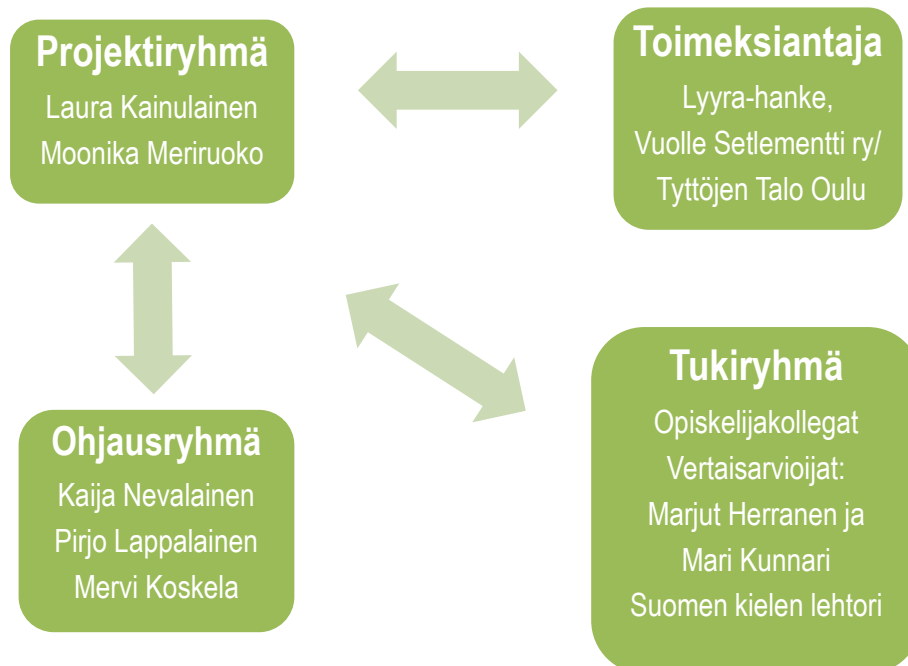 Projektiryhmä
Laura Kainulainen
Moonika Meriruoko
Toimeksiantaja
Lyyra-hanke,
Vuolle Setlementti ry/
Tyttöjen Talo Oulu
Ohjausryhmä
Kaija Nevalainen
Pirjo Lappalainen
Mervi Koskela
Tukiryhmä
Opiskelijakollegat
Vertaisarvioijat:
Marjut Herranen ja
Mari Kunnari
Suomen kielen lehtori